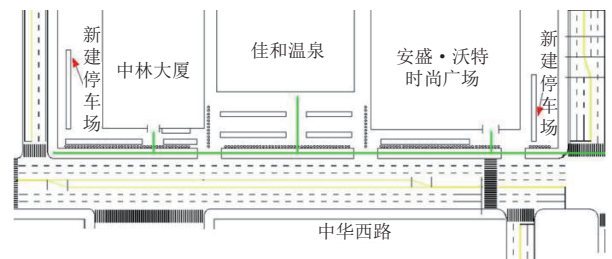 新建停车场
中林大厦
佳和温泉
安盛·沃特
时尚广场
新建停车场
中华西路